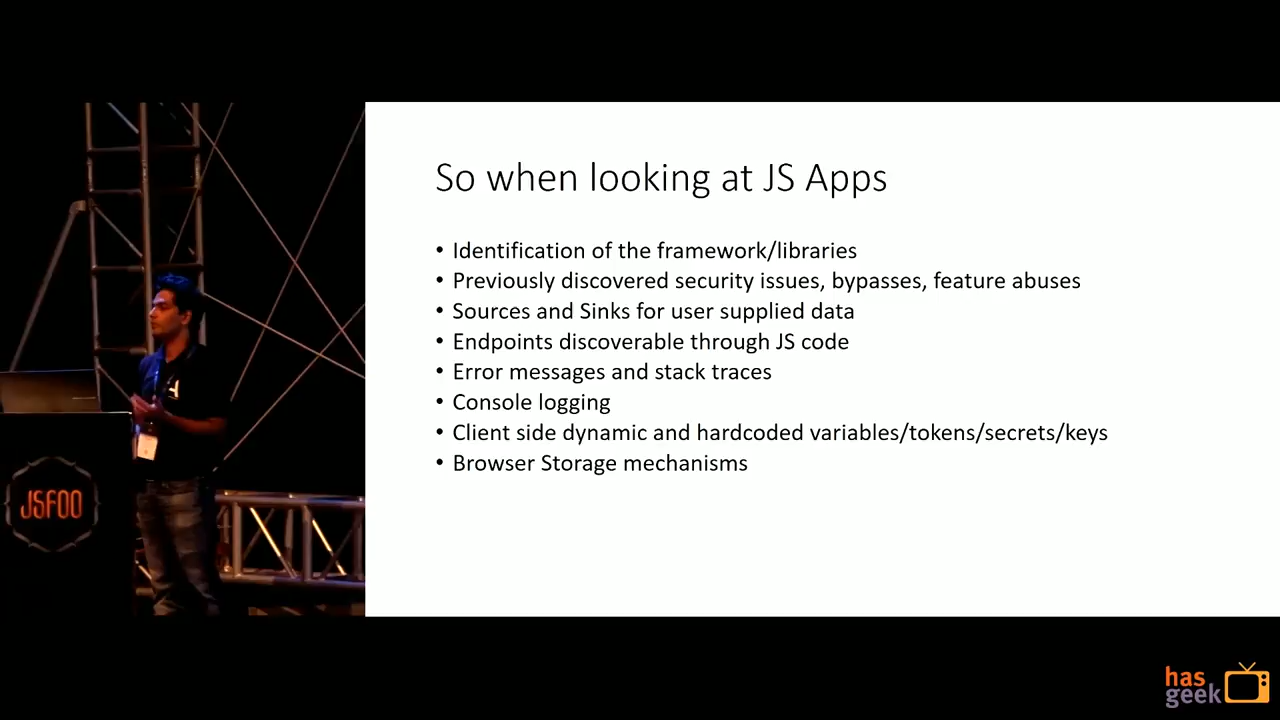 So when looking at JS Apps
• Identification of the framework/libraries
• Previously discovered security issues, bypasses, feature abuses
• Sources and Sinks for user supplied data
• Endpoints discoverable through JS code
• Error messages and stack traces
• Console logging
• Client side dynamic and hardcoded variables/tokens/secrets/keys
• Browser Storage mechanisms
JSFOO
has
geek